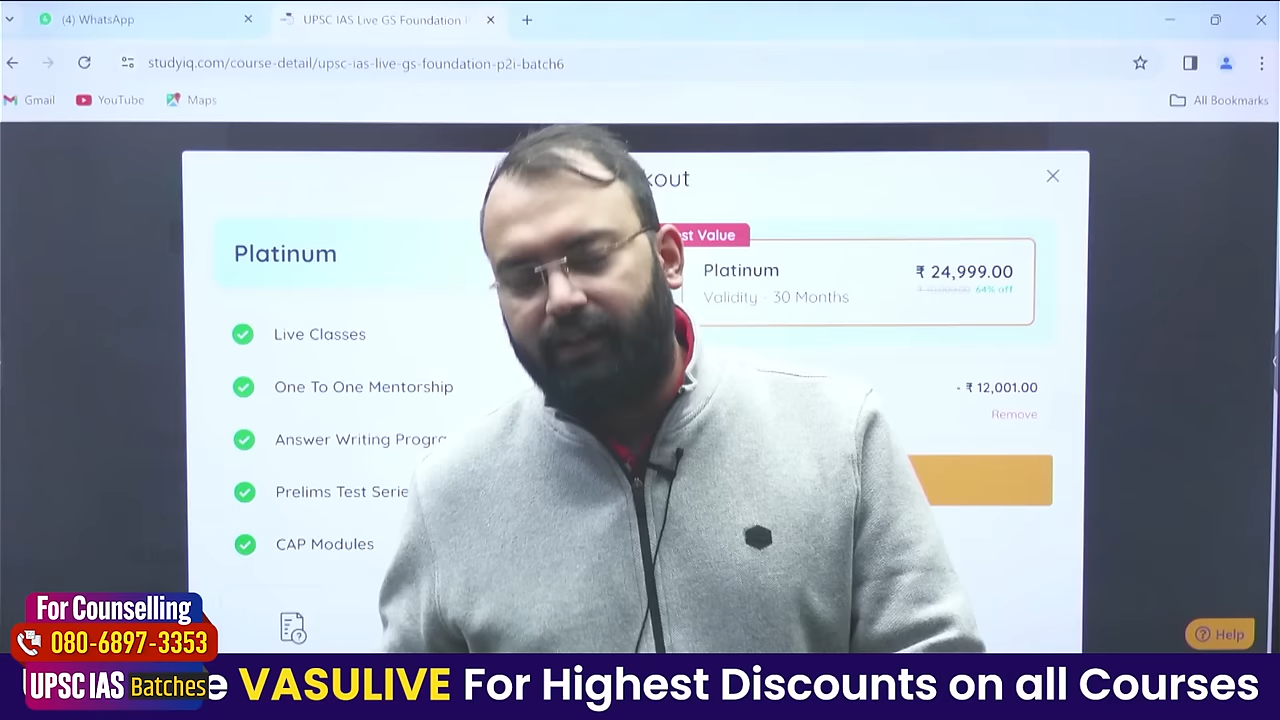 (4) WhatsApp
UPSC IAS Live GS Foundation
studyiq.com/course-detail/upsc-ias-live-gs-foundation-p2i-batch6
Gmail
YouTube
Maps
All Bookmarks
kout
Platinum
st Value
Platinum
₹ 24,999.00
Validity - 30 Months
64% off
Live Classes
One To One Mentorship
- ₹ 12,001.00
Remove
Answer Writing Progr
Prelims Test Serie
CAP Modules
For Counselling
080-6897-3353
Help
UPSC IAS Batches
e VASULIVE For Highest Discounts on all Courses